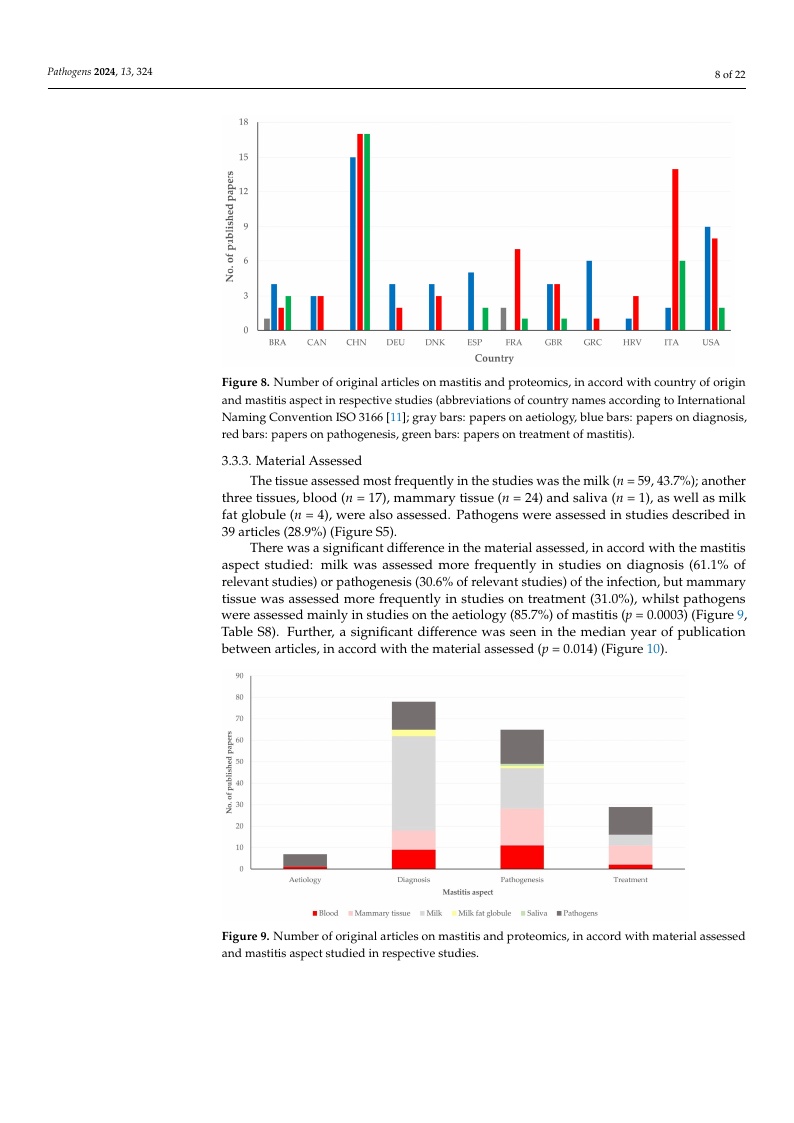 Pathogens 2024, 13, 324
8 of 22
18
15
12
9
6
3
0
No. of published papers
BRA CAN CHN DEU DNK ESP FRA GBR GRC HRV ITA USA
Country
Figure 8. Number of original articles on mastitis and proteomics, in accord with country of origin
and mastitis aspect in respective studies (abbreviations of country names according to International
Naming Convention ISO 3166 [11]; gray bars: papers on aetiology, blue bars: papers on diagnosis,
red bars: papers on pathogenesis, green bars: papers on treatment of mastitis).
3.3.3. Material Assessed
The tissue assessed most frequently in the studies was the milk (n = 59, 43.7%); another
three tissues, blood (n = 17), mammary tissue (n = 24) and saliva (n = 1), as well as milk
fat globule (n = 4), were also assessed. Pathogens were assessed in studies described in
39 articles (28.9%) (Figure S5).
There was a significant difference in the material assessed, in accord with the mastitis
aspect studied: milk was assessed more frequently in studies on diagnosis (61.1% of
relevant studies) or pathogenesis (30.6% of relevant studies) of the infection, but mammary
tissue was assessed more frequently in studies on treatment (31.0%), whilst pathogens
were assessed mainly in studies on the aetiology (85.7%) of mastitis (p = 0.0003) (Figure 9,
Table S8). Further, a significant difference was seen in the median year of publication
between articles, in accord with the material assessed (p = 0.014) (Figure 10).
90
80
70
60
50
40
30
20
10
0
No. of published papers
Aetiology Diagnosis Pathogenesis Treatment
Mastitis aspect
Blood Mammary tissue Milk Milk fat globule Saliva Pathogens
Figure 9. Number of original articles on mastitis and proteomics, in accord with material assessed
and mastitis aspect studied in respective studies.